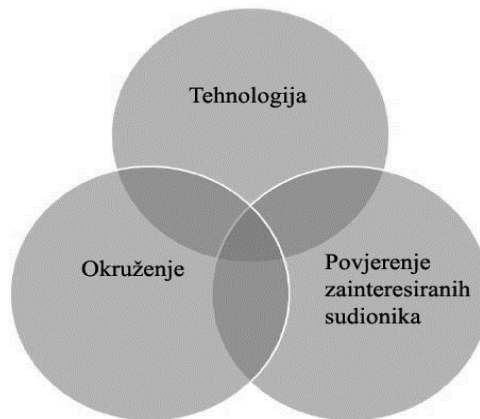 Tehnologija
Okruženje
Povjerenje
zainteresiranih
sudionika